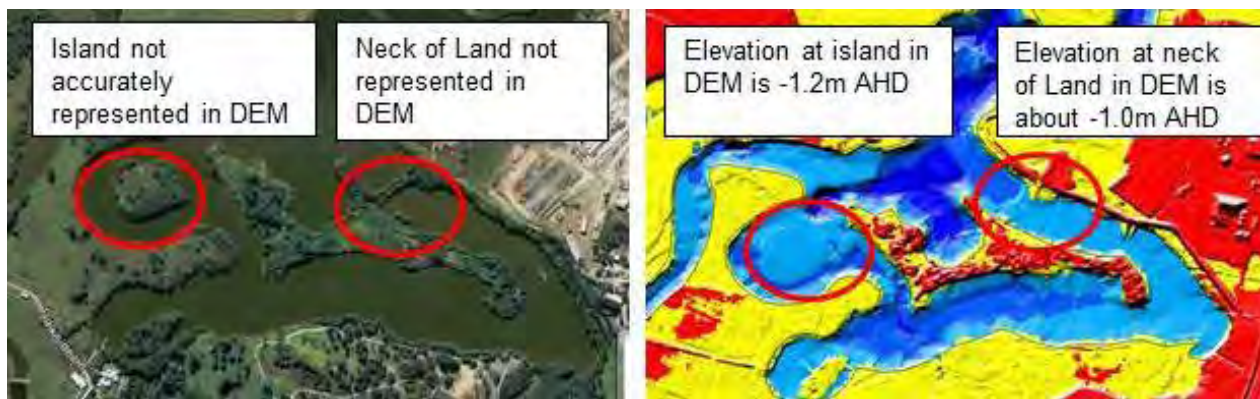 Island not
accurately
represented in DEM
Neck of Land not
represented in
DEM
Elevation at island in
DEM is -1.2m AHD
Elevation at neck
of Land in DEM is
about -1.0m AHD